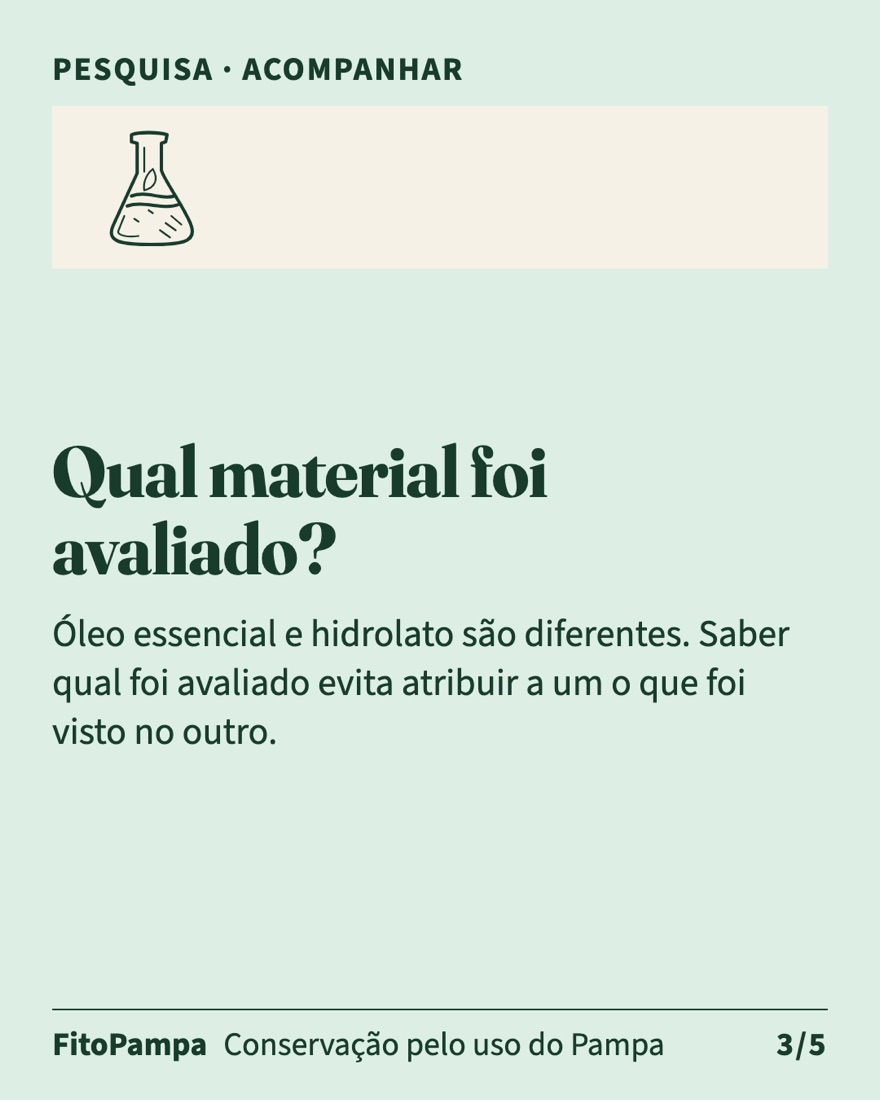 PESQUISA · ACOMPANHAR
Qual material foi
avaliado?
Óleo essencial e hidrolato são diferentes. Saber
qual foi avaliado evita atribuir a um o que foi
visto no outro.
FitoPampa Conservação pelo uso do Pampa 3/5